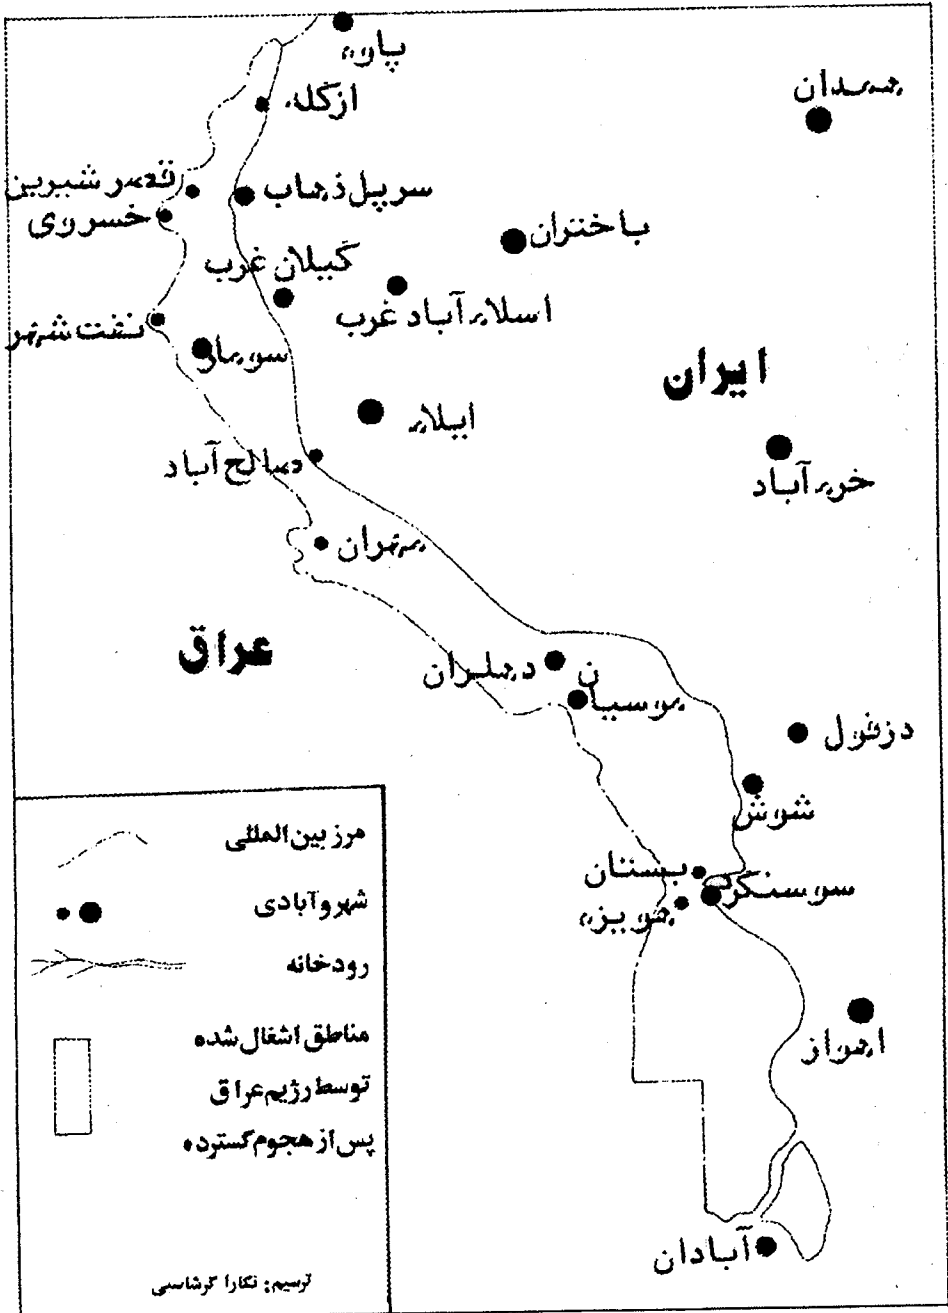 پاوه
همدان
ازگله
قصر شیرین
سرپل ذهاب
خسروی
باختران
گیلان غرب
اسلام آباد غرب
نفت شهر
سومار
ایران
ایلام
صالح آباد
خرم آباد
مهران
عراق
دهلران
موسیان
دزفول
شوش
بستان
سوسنگرد
هویزه
اهواز
آبادان
مرز بین المللی
شهر و آبادی
رودخانه
مناطق اشغال شده
توسط رژیم عراق
پس از هجوم گسترده
ترسیم: نگارا گرشاسبی